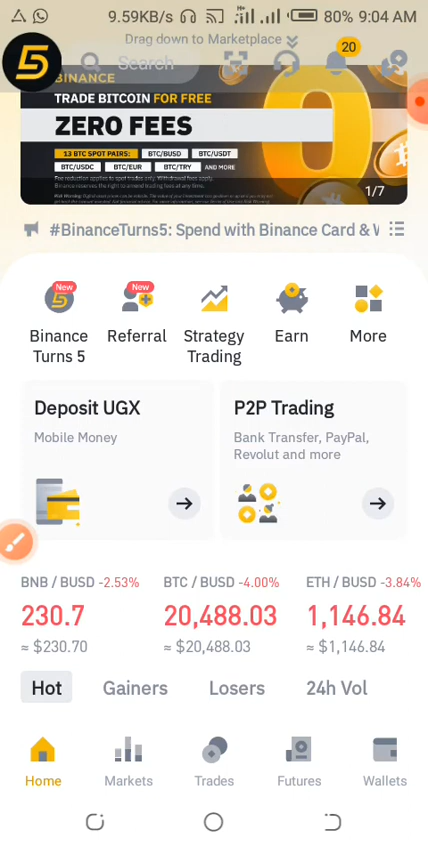 9.59KB/s 80% 9:04 AM
Drag down to Marketplace
Search
20
BINANCE
TRADE BITCOIN FOR FREE
ZERO FEES
13 BTC SPOT PAIRS: BTC/BUSD BTC/USDT
BTC/USDC BTC/EUR BTC/TRY AND MORE
1/7
#BinanceTurns5: Spend with Binance Card & V
New New
Binance Turns 5
Referral
Strategy Trading
Earn
More
Deposit UGX
Mobile Money
P2P Trading
Bank Transfer, PayPal,
Revolut and more
BNB / BUSD -2.53% BTC / BUSD -4.00% ETH / BUSD -3.84%
230.7 20,488.03 1,146.84
≈ $230.70 ≈ $20,488.03 ≈ $1,146.84
Hot Gainers Losers 24h Vol
Home Markets Trades Futures Wallets